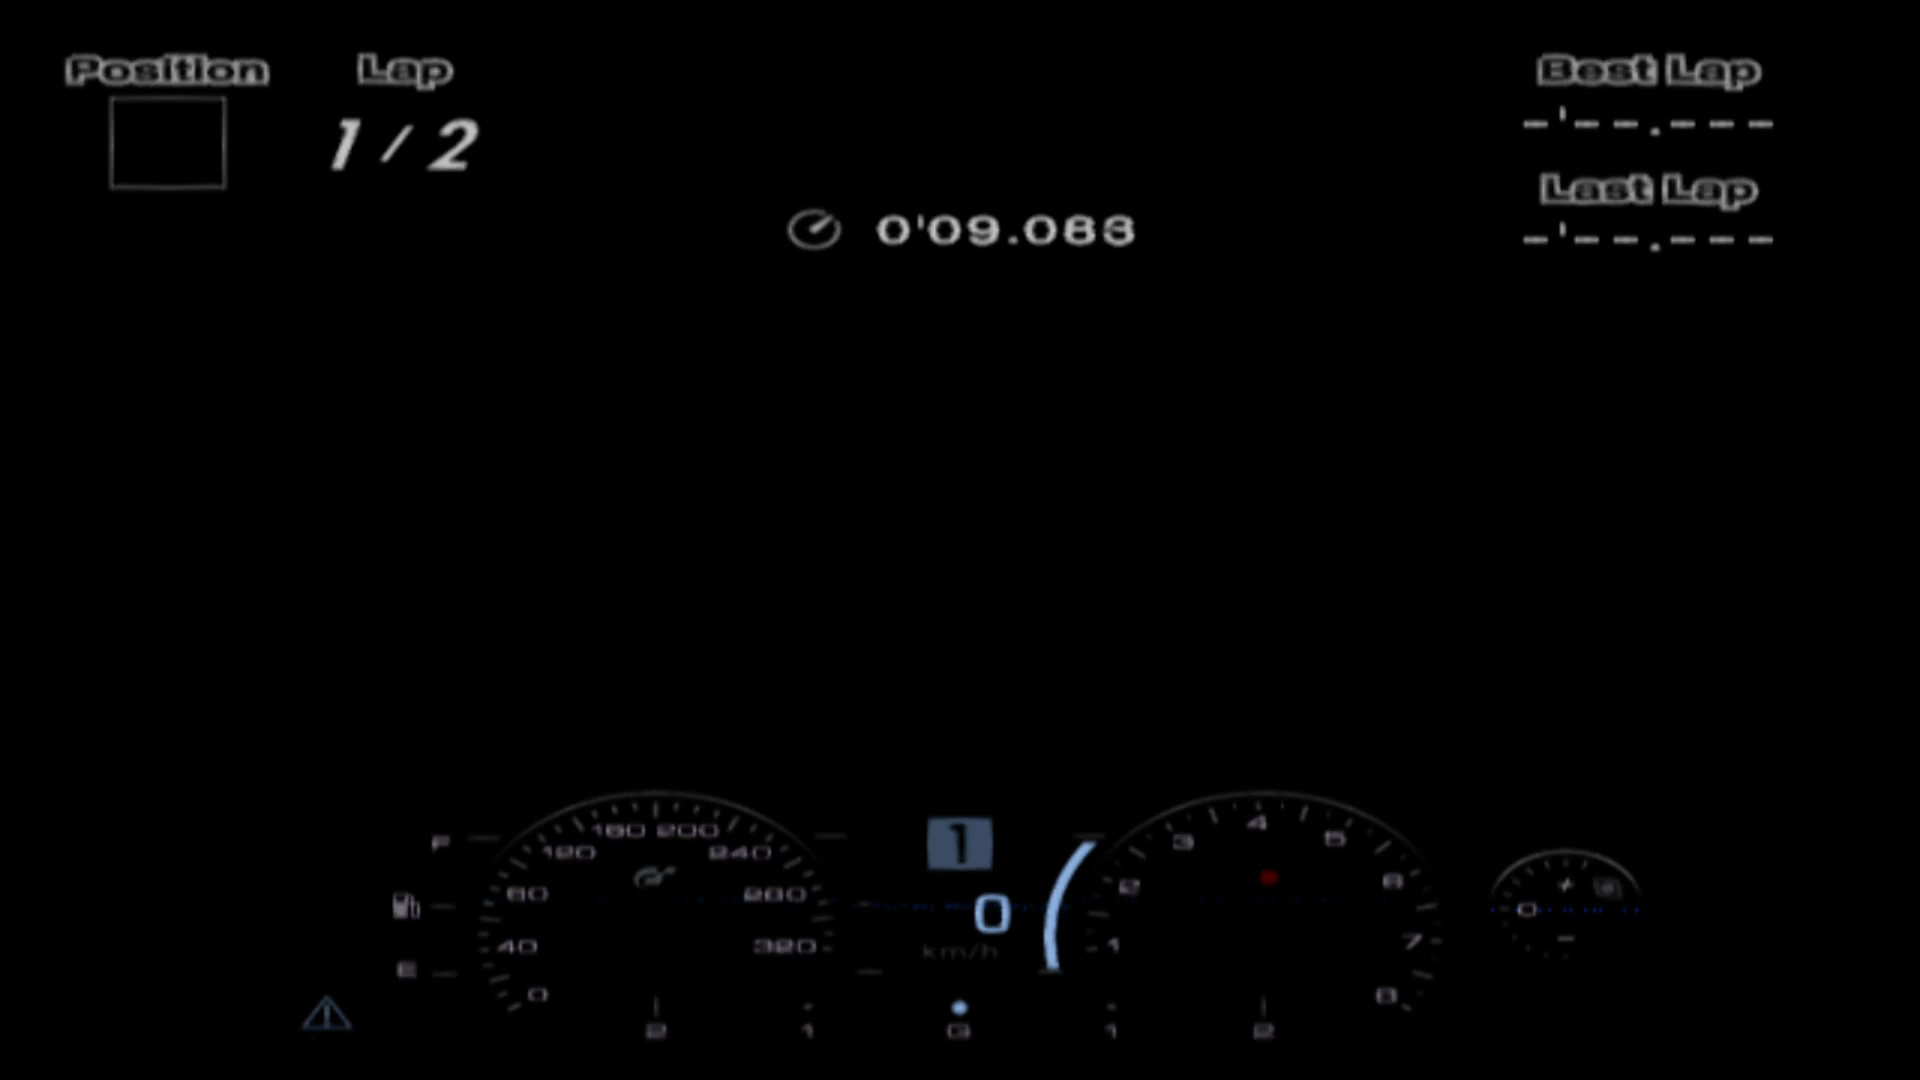 Position Lap
1 / 2
Best Lap
-'--.---
Last Lap
-'--.---
0'09.083
F
E
0 40 80 120 160 200 240 280 320
1
0
km/h
1 2 3 4 5 6 7 8
+
0
-
2 1 G 1 2